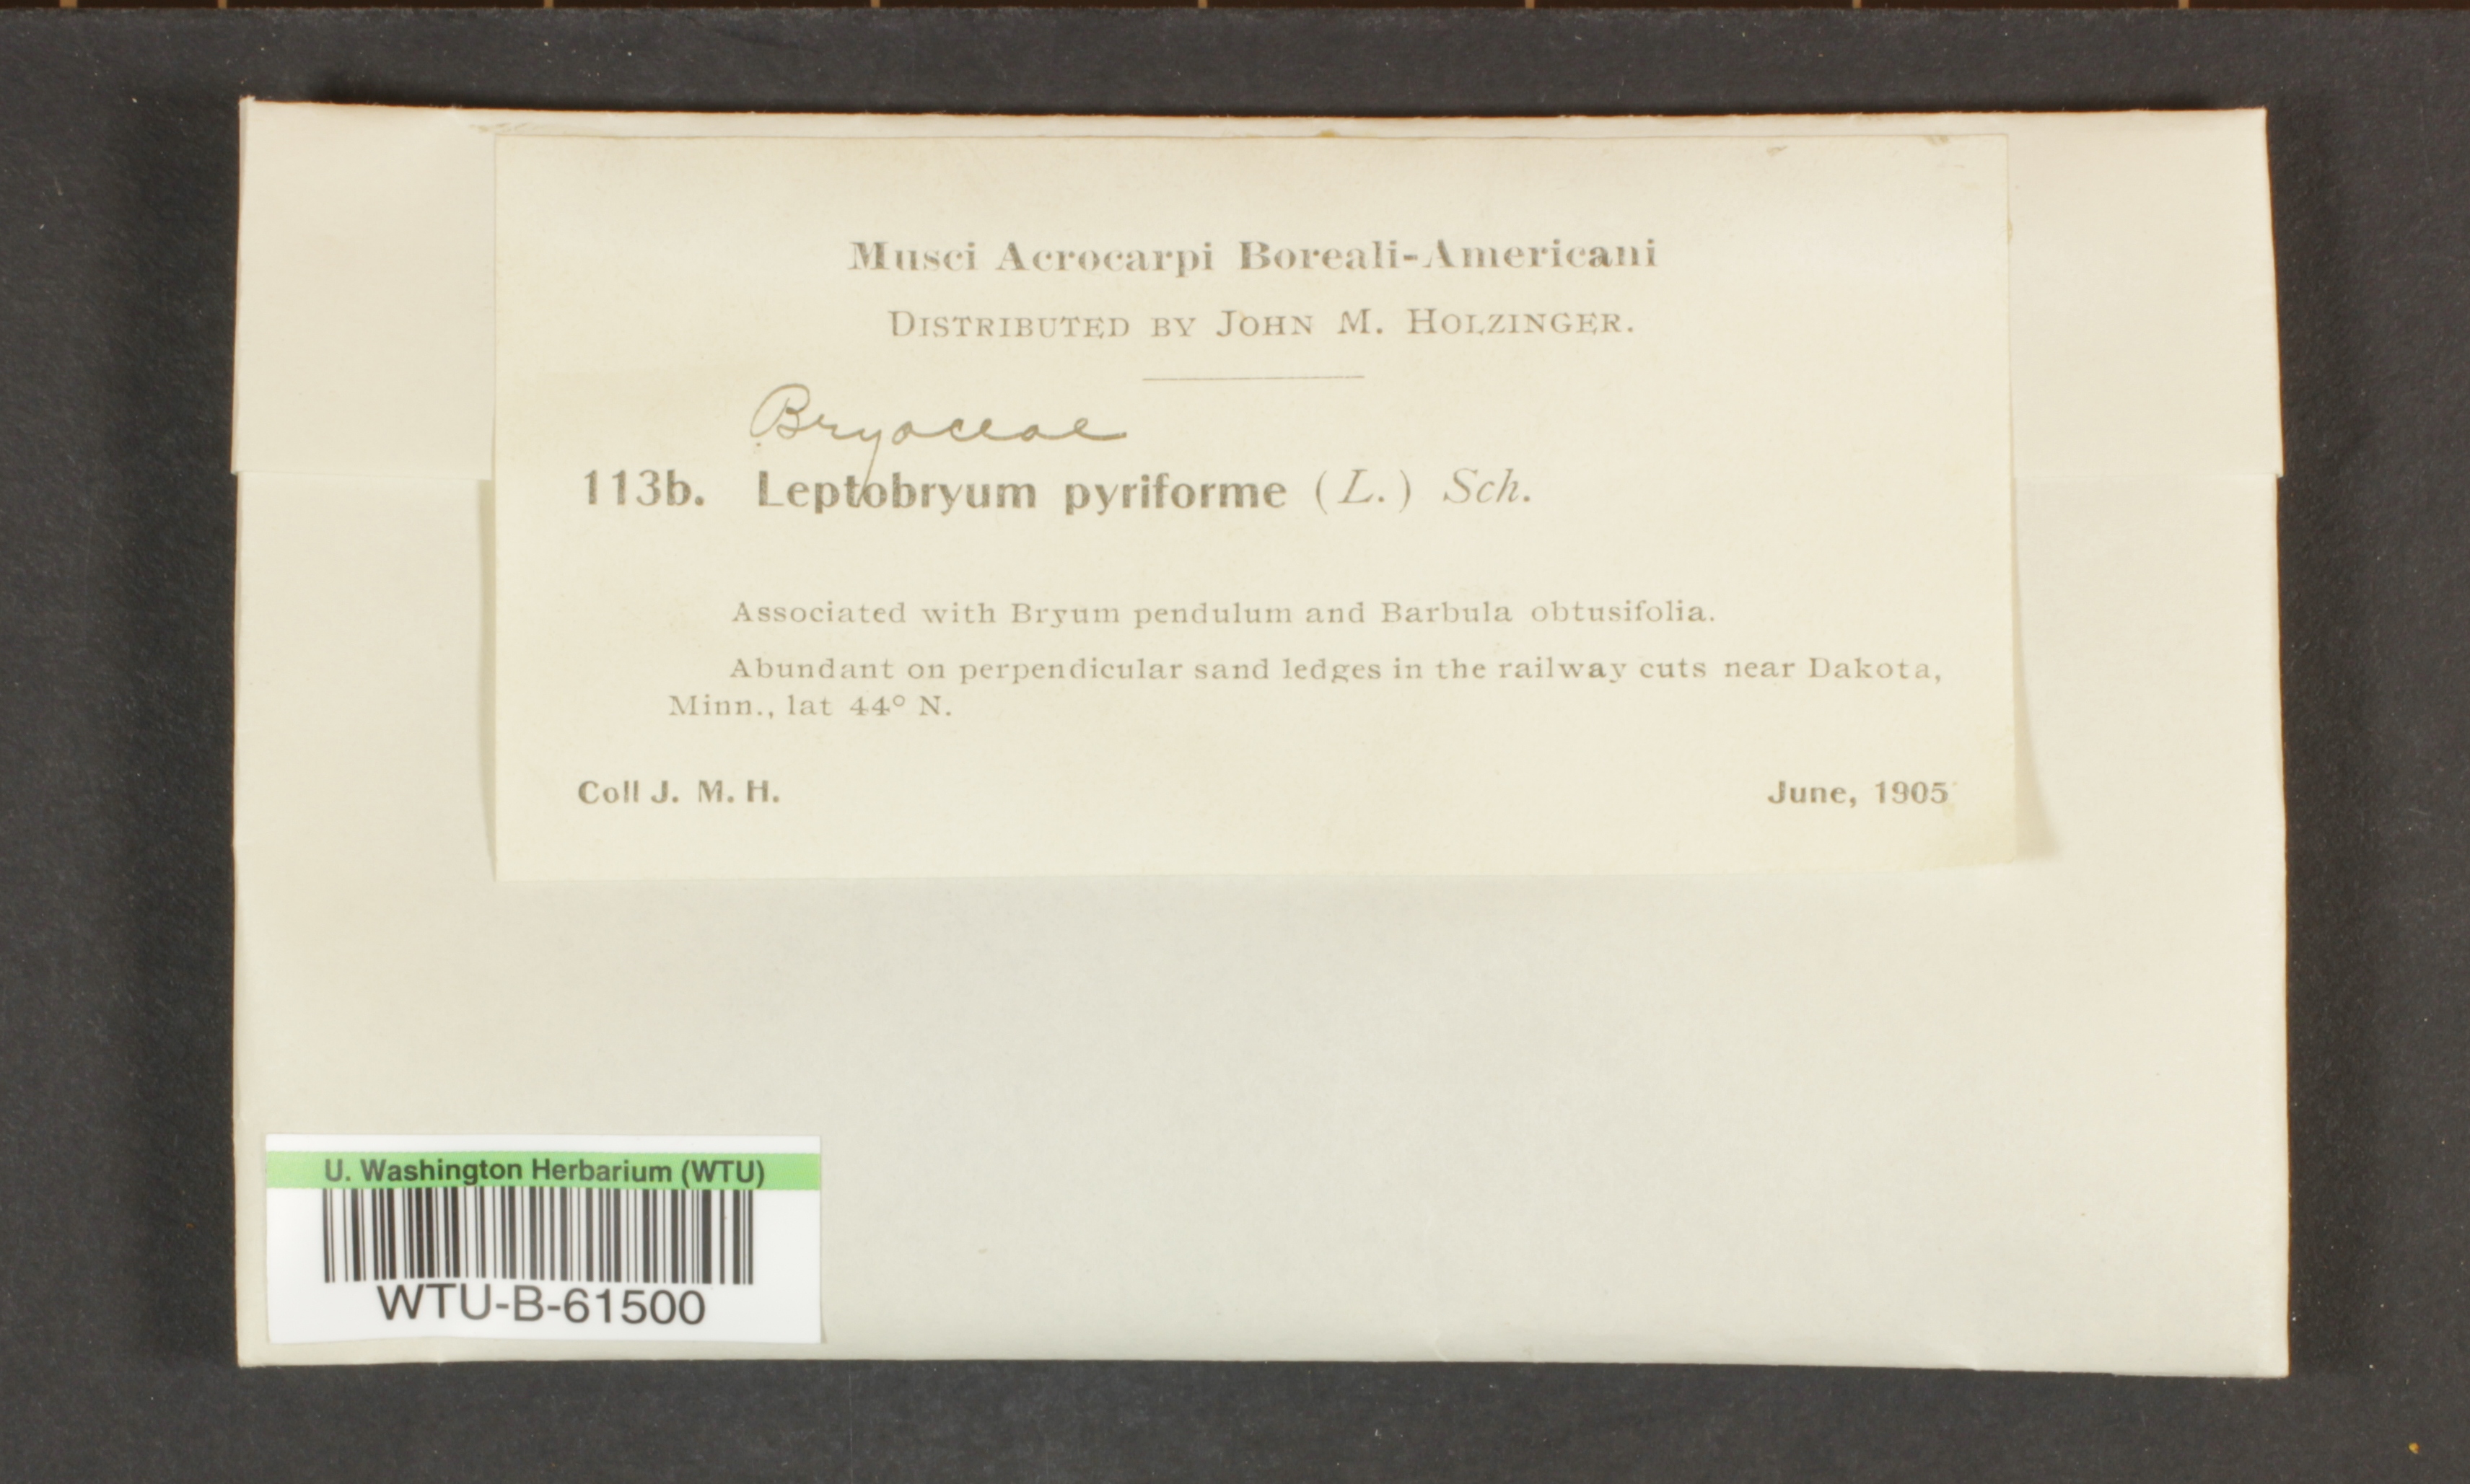 Musci Acrocarpi Boreali-Americani
DISTRIBUTED BY JOHN M. HOLZINGER.
Bryaceae
113b. Leptobryum pyriforme (L.) Sch.
Associated with Bryum pendulum and Barbula obtusifolia.
Abundant on perpendicular sand ledges in the railway cuts near Dakota,
Minn., lat 44° N.
Coll J. M. H. June, 1905
U. Washington Herbarium (WTU)
WTU-B-61500